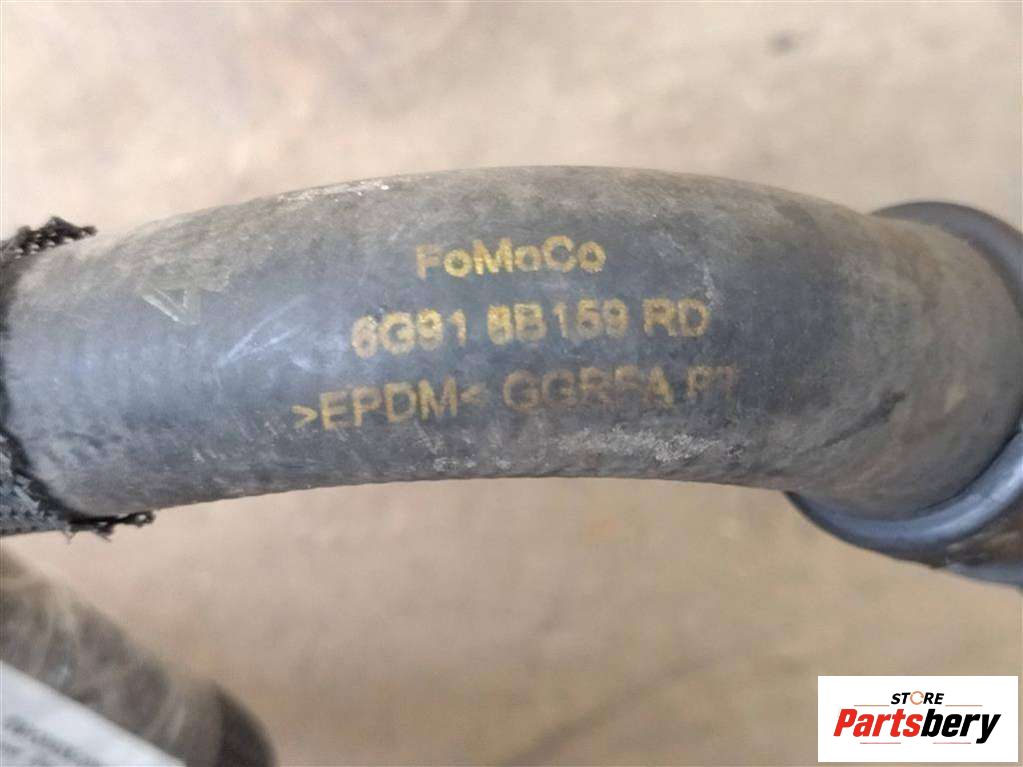 FoMoCo
6G91 8B159 RD
>EPDM<
STORE
Partsbery